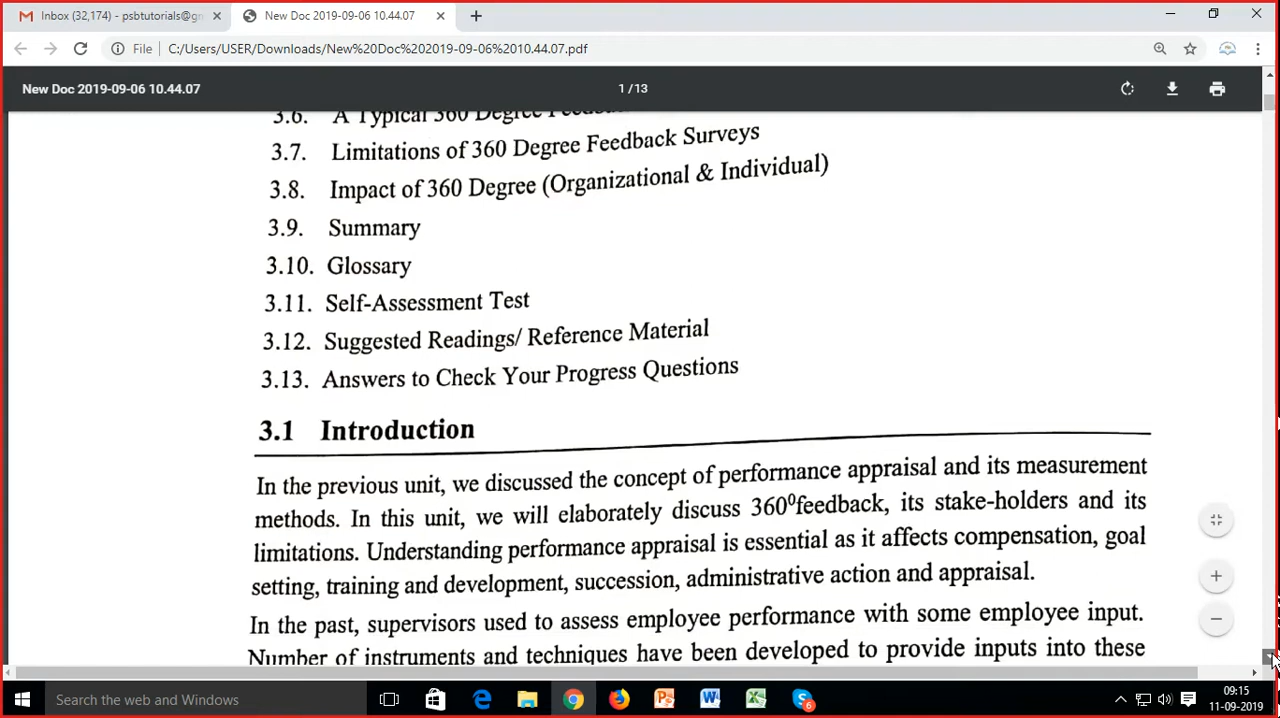 Inbox (32,174) - psbtutorials@gr
New Doc 2019-09-06 10.44.07
File
C:/Users/USER/Downloads/New%20Doc%202019-09-06%2010.44.07.pdf
New Doc 2019-09-06 10.44.07
1 / 13
3.6. A Typical 360 Degree
3.7. Limitations of 360 Degree Feedback Surveys
3.8. Impact of 360 Degree (Organizational & Individual)
3.9. Summary
3.10. Glossary
3.11. Self-Assessment Test
3.12. Suggested Readings/ Reference Material
3.13. Answers to Check Your Progress Questions
3.1 Introduction
In the previous unit, we discussed the concept of performance appraisal and its measurement
methods. In this unit, we will elaborately discuss 360⁰feedback, its stake-holders and its
limitations. Understanding performance appraisal is essential as it affects compensation, goal
setting, training and development, succession, administrative action and appraisal.
In the past, supervisors used to assess employee performance with some employee input.
Number of instruments and techniques have been developed to provide inputs into these
Search the web and Windows
6
09:15
11-09-2019